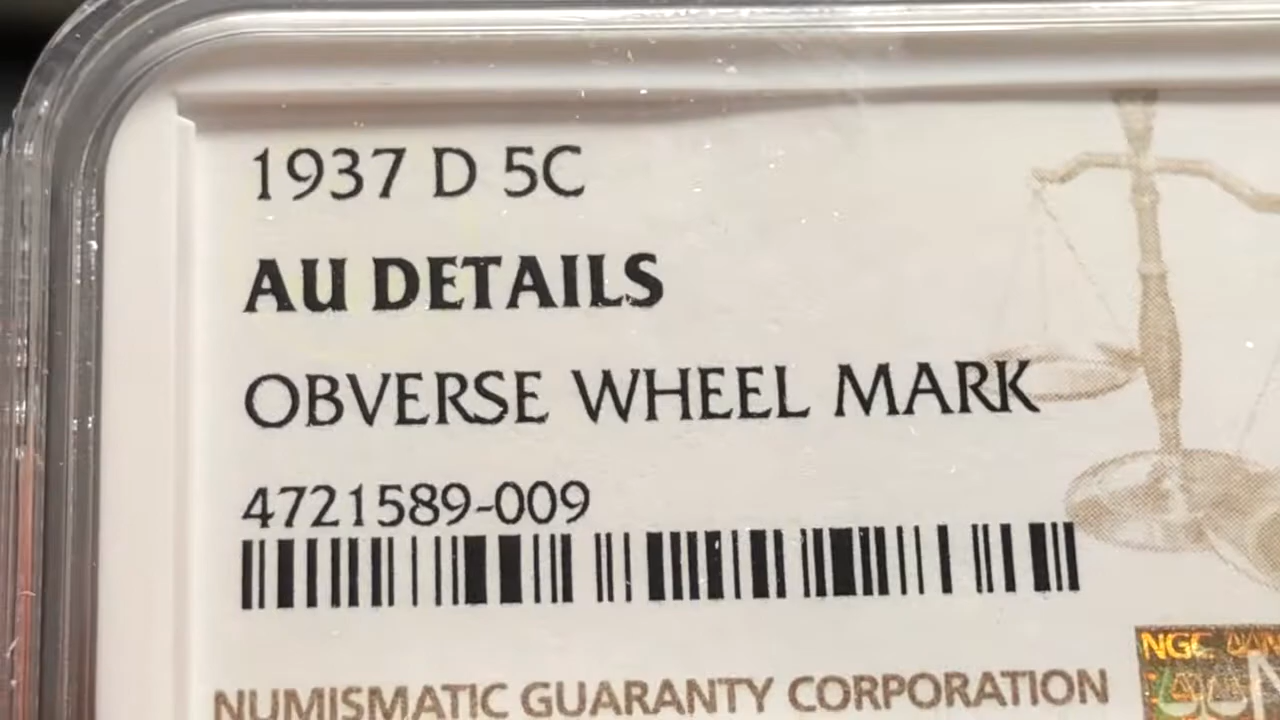 1937 D 5C
AU DETAILS
OBVERSE WHEEL MARK
4721589-009
NUMISMATIC GUARANTY CORPORATION
NGC